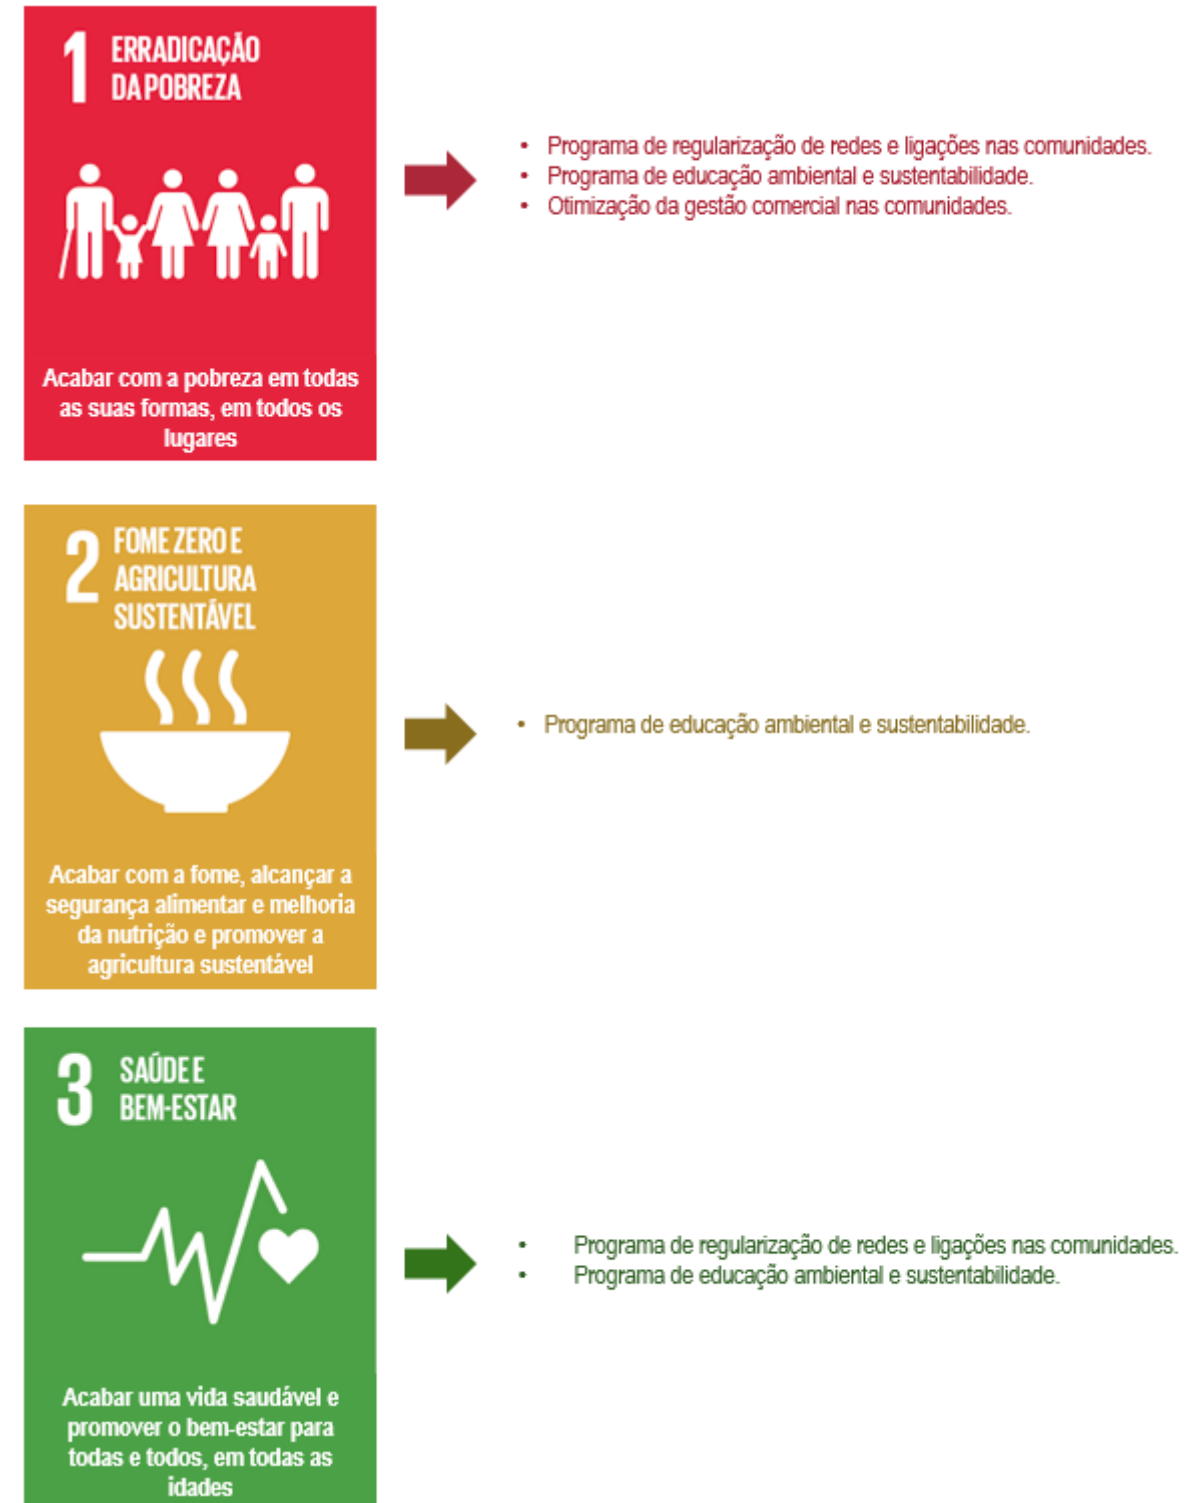 1 ERRADICAÇÃO
DA POBREZA
• Programa de regularização de redes e ligações nas comunidades.
• Programa de educação ambiental e sustentabilidade.
• Otimização da gestão comercial nas comunidades.
Acabar com a pobreza em todas
as suas formas, em todos os
lugares
2 FOME ZERO E
AGRICULTURA
SUSTENTÁVEL
• Programa de educação ambiental e sustentabilidade.
Acabar com a fome, alcançar a
segurança alimentar e melhoria
da nutrição e promover a
agricultura sustentável
3 SAÚDE E
BEM-ESTAR
• Programa de regularização de redes e ligações nas comunidades.
• Programa de educação ambiental e sustentabilidade.
Acabar uma vida saudável e
promover o bem-estar para
todas e todos, em todas as
idades